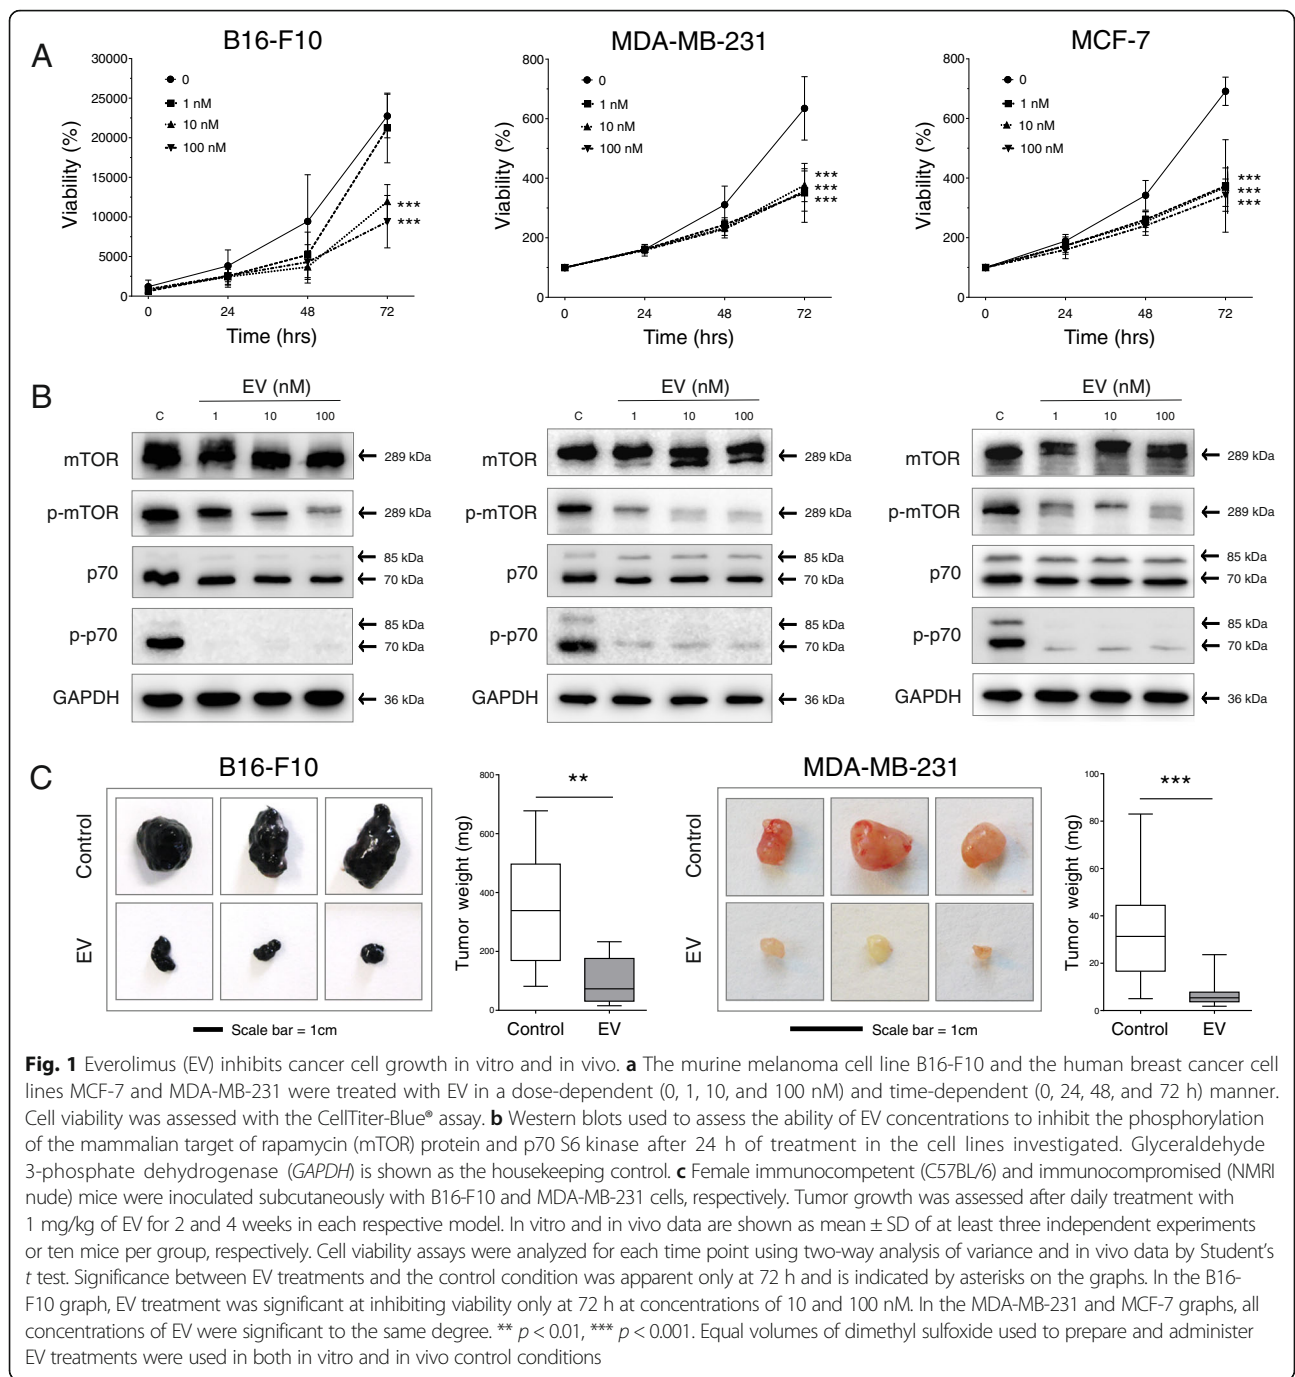 A
B16-F10
MDA-MB-231
MCF-7
Viability (%)
30000
25000
20000
15000
10000
5000
0
0
1 nM
10 nM
100 nM
***
***
0 24 48 72
Time (hrs)
Viability (%)
800
600
400
200
0
0
1 nM
10 nM
100 nM
***
***
***
0 24 48 72
Time (hrs)
Viability (%)
800
600
400
200
0
0
1 nM
10 nM
100 nM
***
***
***
0 24 48 72
Time (hrs)
B
EV (nM)
C 1 10 100
mTOR ← 289 kDa
p-mTOR ← 289 kDa
p70 ← 85 kDa
← 70 kDa
p-p70 ← 85 kDa
← 70 kDa
GAPDH ← 36 kDa
EV (nM)
C 1 10 100
mTOR ← 289 kDa
p-mTOR ← 289 kDa
p70 ← 85 kDa
← 70 kDa
p-p70 ← 85 kDa
← 70 kDa
GAPDH ← 36 kDa
EV (nM)
C 1 10 100
mTOR ← 289 kDa
p-mTOR ← 289 kDa
p70 ← 85 kDa
← 70 kDa
p-p70 ← 85 kDa
← 70 kDa
GAPDH ← 36 kDa
C
B16-F10
Control
EV
Scale bar = 1cm
Tumor weight (mg)
800
600
400
200
0
**
Control EV
MDA-MB-231
Control
EV
Scale bar = 1cm
Tumor weight (mg)
100
80
60
40
20
0
***
Control EV
Fig. 1 Everolimus (EV) inhibits cancer cell growth in vitro and in vivo. a The murine melanoma cell line B16-F10 and the human breast cancer cell
lines MCF-7 and MDA-MB-231 were treated with EV in a dose-dependent (0, 1, 10, and 100 nM) and time-dependent (0, 24, 48, and 72 h) manner.
Cell viability was assessed with the CellTiter-Blue® assay. b Western blots used to assess the ability of EV concentrations to inhibit the phosphorylation
of the mammalian target of rapamycin (mTOR) protein and p70 S6 kinase after 24 h of treatment in the cell lines investigated. Glyceraldehyde
3-phosphate dehydrogenase (GAPDH) is shown as the housekeeping control. c Female immunocompetent (C57BL/6) and immunocompromised (NMRI
nude) mice were inoculated subcutaneously with B16-F10 and MDA-MB-231 cells, respectively. Tumor growth was assessed after daily treatment with
1 mg/kg of EV for 2 and 4 weeks in each respective model. In vitro and in vivo data are shown as mean ± SD of at least three independent experiments
or ten mice per group, respectively. Cell viability assays were analyzed for each time point using two-way analysis of variance and in vivo data by Student's
t test. Significance between EV treatments and the control condition was apparent only at 72 h and is indicated by asterisks on the graphs. In the B16-
F10 graph, EV treatment was significant at inhibiting viability only at 72 h at concentrations of 10 and 100 nM. In the MDA-MB-231 and MCF-7 graphs, all
concentrations of EV were significant to the same degree. ** p < 0.01, *** p < 0.001. Equal volumes of dimethyl sulfoxide used to prepare and administer
EV treatments were used in both in vitro and in vivo control conditions